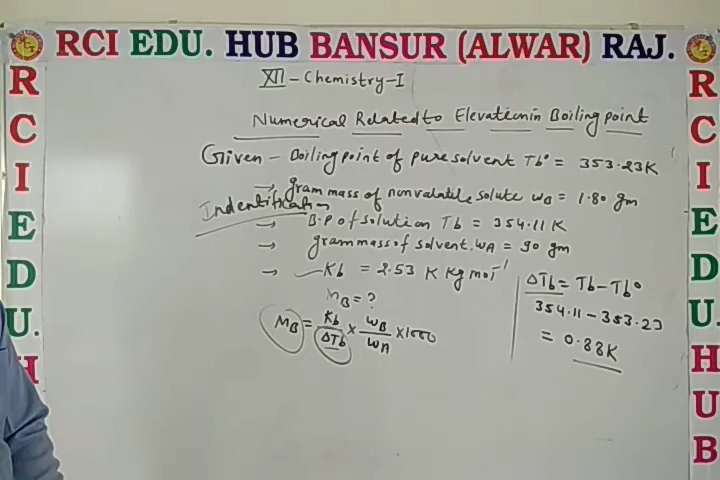 RCI EDU. HUB BANSUR (ALWAR) RAJ.
XII - Chemistry-I
Numerical Related to Elevation in Boiling point
Given - Boiling point of pure solvent Tb° = 353.23K
→ gram mass of nonvolatile solute wB = 1.80 gm
Indentification
→ B.P of solution Tb = 354.11 K
→ gram mass of solvent. WA = 90 gm
→ Kb = 2.53 K Kg mol⁻¹
MB = ?
MB = Kb/ΔTb × WB/WA × 1000
ΔTb = Tb - Tb°
354.11 - 353.23
= 0.88K
R C I E D U. H
R C I E D U. H U B